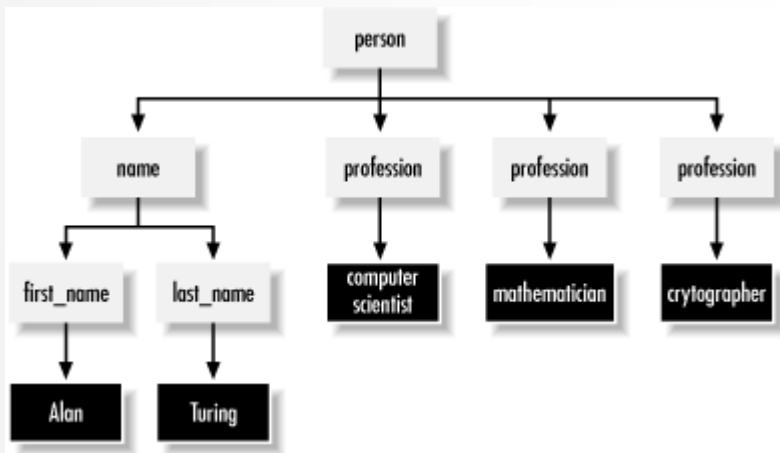 person
name
profession
profession
profession
first_name
last_name
computer
scientist
mathematician
crytographer
Alan
Turing